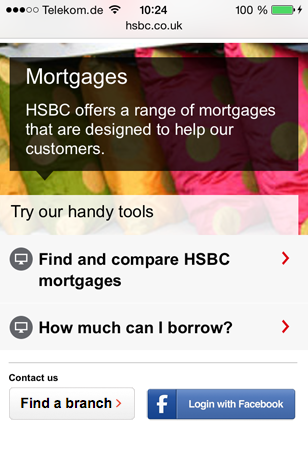 Telekom.de 10:24 100 %
hsbc.co.uk
Mortgages
HSBC offers a range of mortgages
that are designed to help our
customers.
Try our handy tools
Find and compare HSBC
mortgages
How much can I borrow?
Contact us
Find a branch
f Login with Facebook